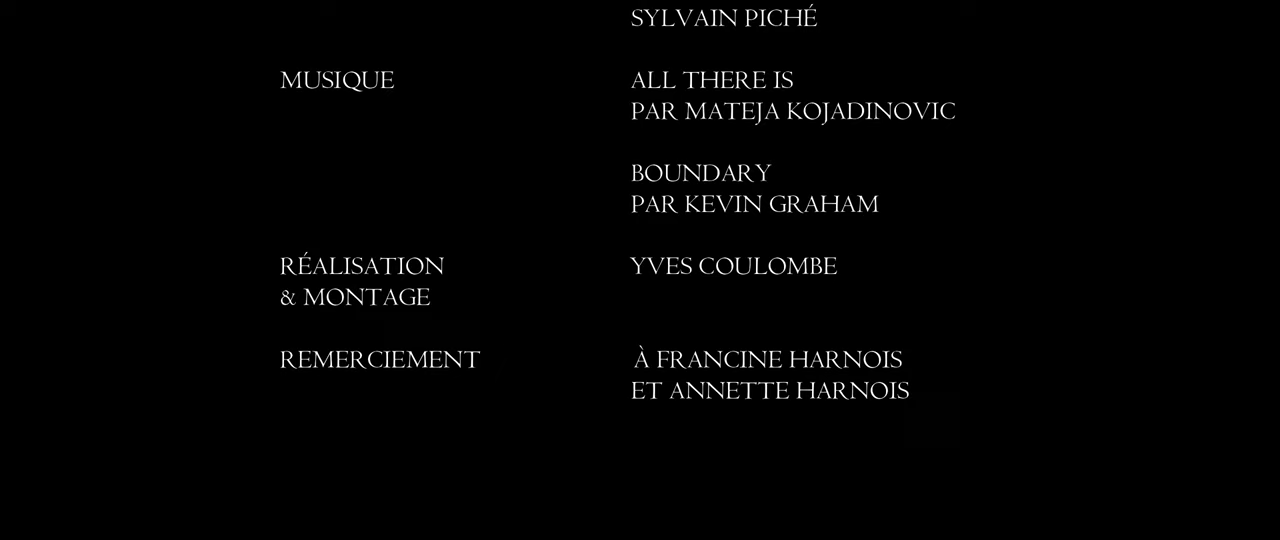 SYLVAIN PICHÉ
MUSIQUE
ALL THERE IS
PAR MATEJA KOJADINOVIC
BOUNDARY
PAR KEVIN GRAHAM
RÉALISATION
& MONTAGE
YVES COULOMBE
REMERCIEMENT
À FRANCINE HARNOIS
ET ANNETTE HARNOIS